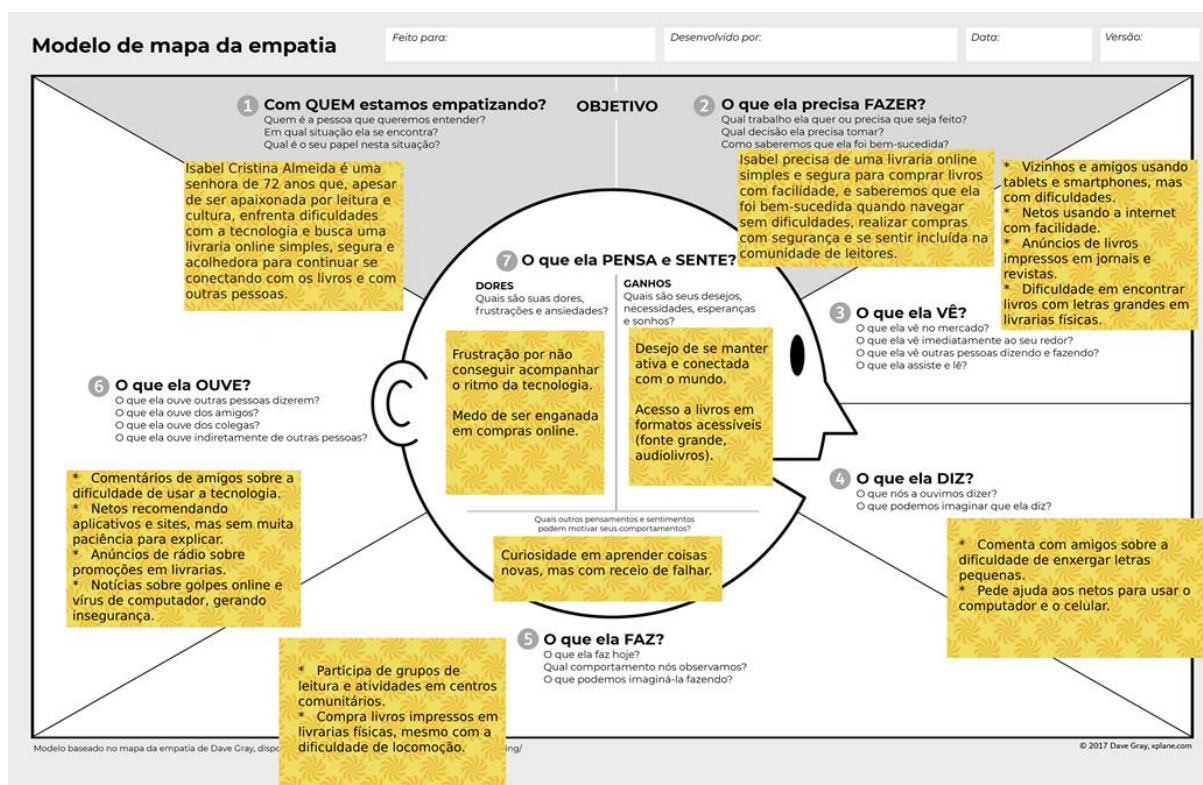 Modelo de mapa da empatia
Feito para:
Desenvolvido por:
Data:
Versão:
1 Com QUEM estamos empatizando?
Quem é a pessoa que queremos entender?
Em qual situação ela se encontra?
Qual é o seu papel nesta situação?
Isabel Cristina Almeida é uma
senhora de 72 anos que, apesar
de ser apaixonada por leitura e
cultura, enfrenta dificuldades
com a tecnologia e busca uma
livraria online simples, segura e
acolhedora para continuar se
conectando com os livros e com
outras pessoas.
OBJETIVO
2 O que ela precisa FAZER?
Qual trabalho ela quer ou precisa que seja feito?
Qual decisão ela precisa tomar?
Como saberemos que ela foi bem-sucedida?
Isabel precisa de uma livraria online
simples e segura para comprar livros
com facilidade, e saberemos que ela
foi bem-sucedida quando navegar
sem dificuldades, realizar compras
com segurança e se sentir incluída na
comunidade de leitores.
* Vizinhos e amigos usando
tablets e smartphones, mas
com dificuldades.
* Netos usando a internet
com facilidade.
* Anúncios de livros
impressos em jornais e
revistas.
* Dificuldade em encontrar
livros com letras grandes em
livrarias físicas.
3 O que ela VÊ?
O que ela vê no mercado?
O que ela vê imediatamente ao seu redor?
O que ela vê outras pessoas dizendo e fazendo?
O que ela assiste e lê?
4 O que ela DIZ?
O que nós a ouvimos dizer?
O que podemos imaginar que ela diz?
* Comenta com amigos sobre a
dificuldade de enxergar letras
pequenas.
* Pede ajuda aos netos para usar o
computador e o celular.
5 O que ela FAZ?
O que ela faz hoje?
Qual comportamento nós observamos?
O que podemos imaginá-la fazendo?
* Participa de grupos de
leitura e atividades em centros
comunitários.
* Compra livros impressos em
livrarias físicas, mesmo com a
dificuldade de locomoção.
6 O que ela OUVE?
O que ela ouve outras pessoas dizerem?
O que ela ouve dos amigos?
O que ela ouve dos colegas?
O que ela ouve indiretamente de outras pessoas?
* Comentários de amigos sobre a
dificuldade de usar a tecnologia.
* Netos recomendando
aplicativos e sites, mas sem muita
paciência para explicar.
* Anúncios de rádio sobre
promoções em livrarias.
* Notícias sobre golpes online e
vírus de computador, gerando
insegurança.
7 O que ela PENSA e SENTE?
DORES
Quais são suas dores,
frustrações e ansiedades?
Frustração por não
conseguir acompanhar
o ritmo da tecnologia.
Medo de ser enganada
em compras online.
GANHOS
Quais são seus desejos,
necessidades, esperanças
e sonhos?
Desejo de se manter
ativa e conectada
com o mundo.
Acesso a livros em
formatos acessíveis
(fonte grande,
audiolivros).
Quais outros pensamentos e sentimentos
podem motivar seus comportamentos?
Curiosidade em aprender coisas
novas, mas com receio de falhar.
Modelo baseado no mapa da empatia de Dave Gray, ing/
© 2017 Dave Gray, xplane.com